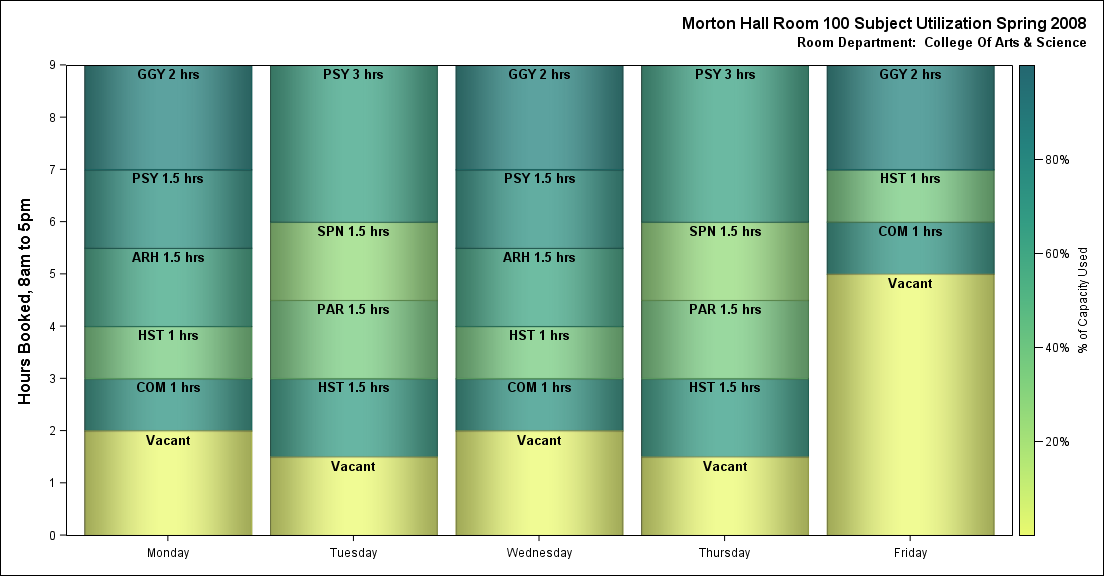 Morton Hall Room 100 Subject Utilization Spring 2008
Room Department:  College Of Arts & Science
Hours Booked, 8am to 5pm
9
8
7
6
5
4
3
2
1
0
GGY 2 hrs
PSY 1.5 hrs
ARH 1.5 hrs
HST 1 hrs
COM 1 hrs
Vacant
Monday
PSY 3 hrs
SPN 1.5 hrs
PAR 1.5 hrs
HST 1.5 hrs
Vacant
Tuesday
GGY 2 hrs
PSY 1.5 hrs
ARH 1.5 hrs
HST 1 hrs
COM 1 hrs
Vacant
Wednesday
PSY 3 hrs
SPN 1.5 hrs
PAR 1.5 hrs
HST 1.5 hrs
Vacant
Thursday
GGY 2 hrs
HST 1 hrs
COM 1 hrs
Vacant
Friday
80%
60%
40%
20%
% of Capacity Used